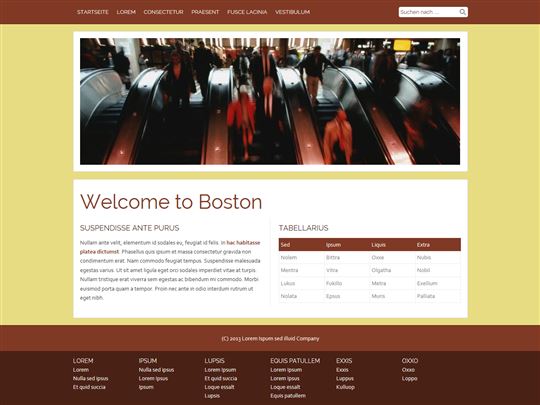 STARTSEITE LOREM CONSECTETUR PRAESENT FUSCE LACINIA VESTIBULUM Suchen nach ...
Welcome to Boston
SUSPENDISSE ANTE PURUS
Nullam ante velit, elementum id sodales eu, feugiat id felis. In hac habitasse
platea dictumst. Phasellus quis ipsum et massa consectetur gravida non
condimentum erat. Nam commodo feugiat tempus. Suspendisse malesuada
egestas varius. Ut sit amet ligula eget orci sodales imperdiet vitae at turpis.
Nullam tristique erat viverra sem egestas ac bibendum mi commodo. Morbi
euismod porta quam a tempor. Proin nec ante in odio interdum rutrum ut
eget nibh.
TABELLARIUS
Sed Ipsum Liquis Extra
Nolem Bittra Oxxe Nubis
Mentra Vitra Olgatha Nobil
Lukus Fokillo Metra Exellium
Nolata Epsus Muris Palliata
(C) 2013 Lorem Ispum sed illuid Company
LOREM
Lorem
Nulla sed ipsus
Et quid succia
IPSUM
Nulla sed ipsus
Lorem Ipsus
Ipsum
LUPSIS
Lorem Ipsum
Et quid succia
Loque essalt
Lupsis
EQUIS PATULLEM
Lorem Ipsum
Lorem Ipsus
Loque essalt
Equis patullem
EXXIS
Exxis
Luppus
Kulluop
OXXO
Oxxo
Loppo